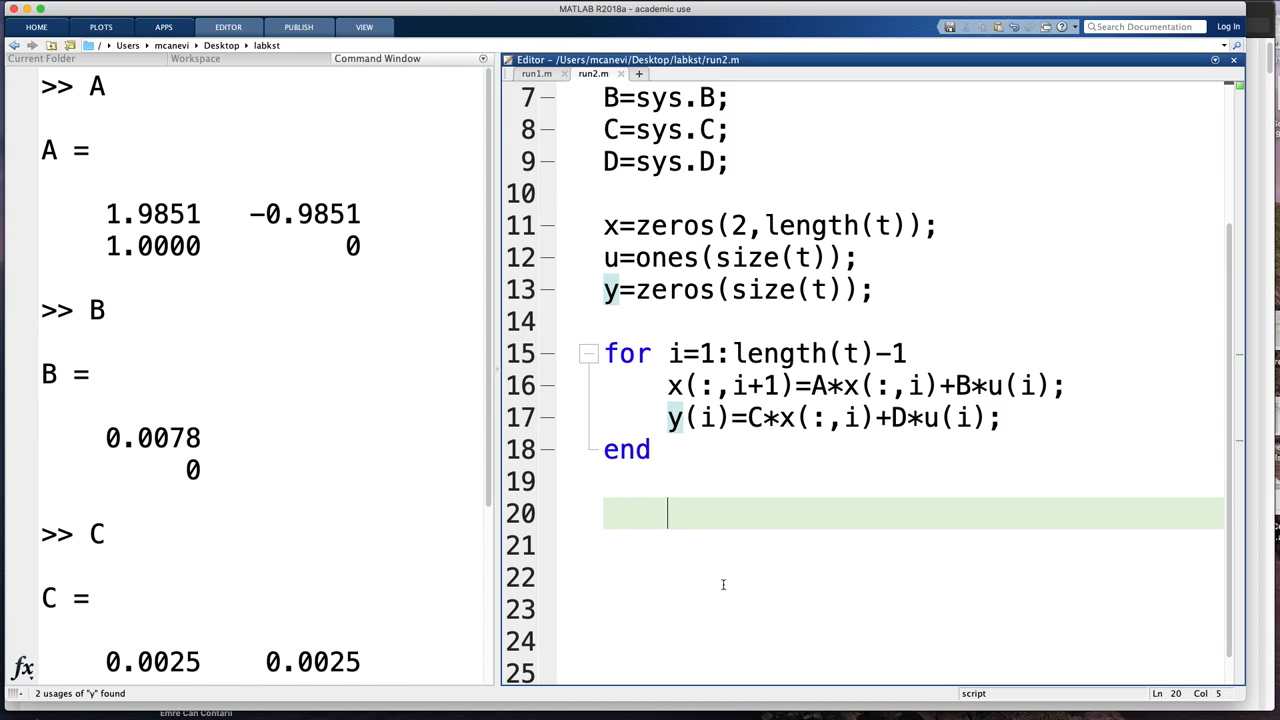 MATLAB R2018a - academic use
HOME PLOTS APPS EDITOR PUBLISH VIEW
Search Documentation Log In
/ Users mcanevi Desktop labkst
Current Folder Workspace Command Window
>> A
A =
1.9851 -0.9851
1.0000 0
>> B
B =
0.0078
0
>> C
C =
0.0025 0.0025
fx
2 usages of "y" found
Editor - /Users/mcanevi/Desktop/labkst/run2.m
run1.m run2.m
7 B=sys.B;
8 C=sys.C;
9 D=sys.D;
10
11 x=zeros(2,length(t));
12 u=ones(size(t));
13 y=zeros(size(t));
14
15 for i=1:length(t)-1
16 x(:,i+1)=A*x(:,i)+B*u(i);
17 y(i)=C*x(:,i)+D*u(i);
18 end
19
20
21
22
23
24
25
script Ln 20 Col 5